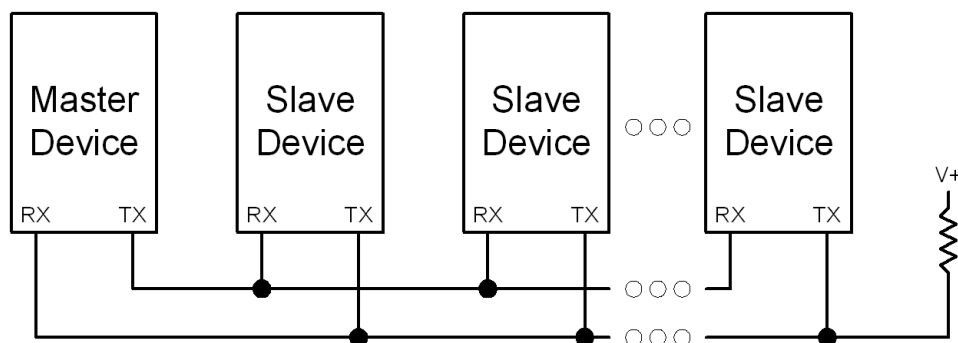 Master
Device
RX TX
Slave
Device
RX TX
Slave
Device
RX TX
Slave
Device
RX TX
V+